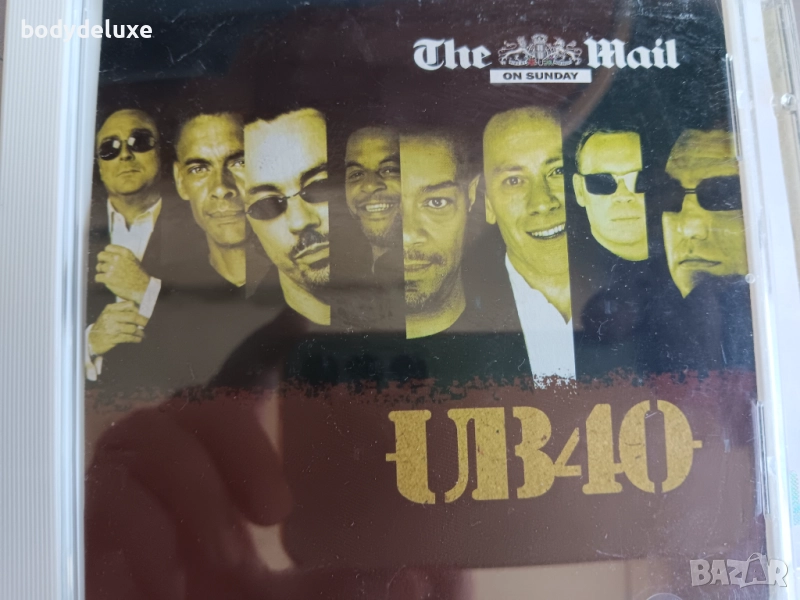 bodydeluxe
The Mail
ON SUNDAY
UB40
BAZAR